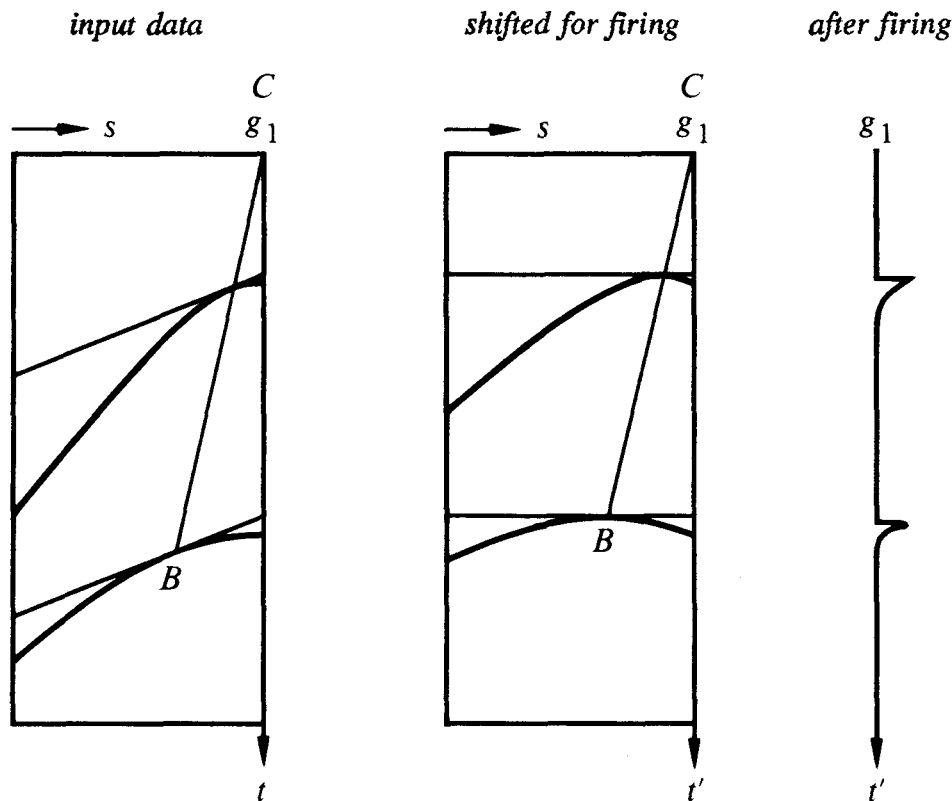 input data shifted for firing after firing
C C
s g1 s g1 g1
B B
t t′ t′